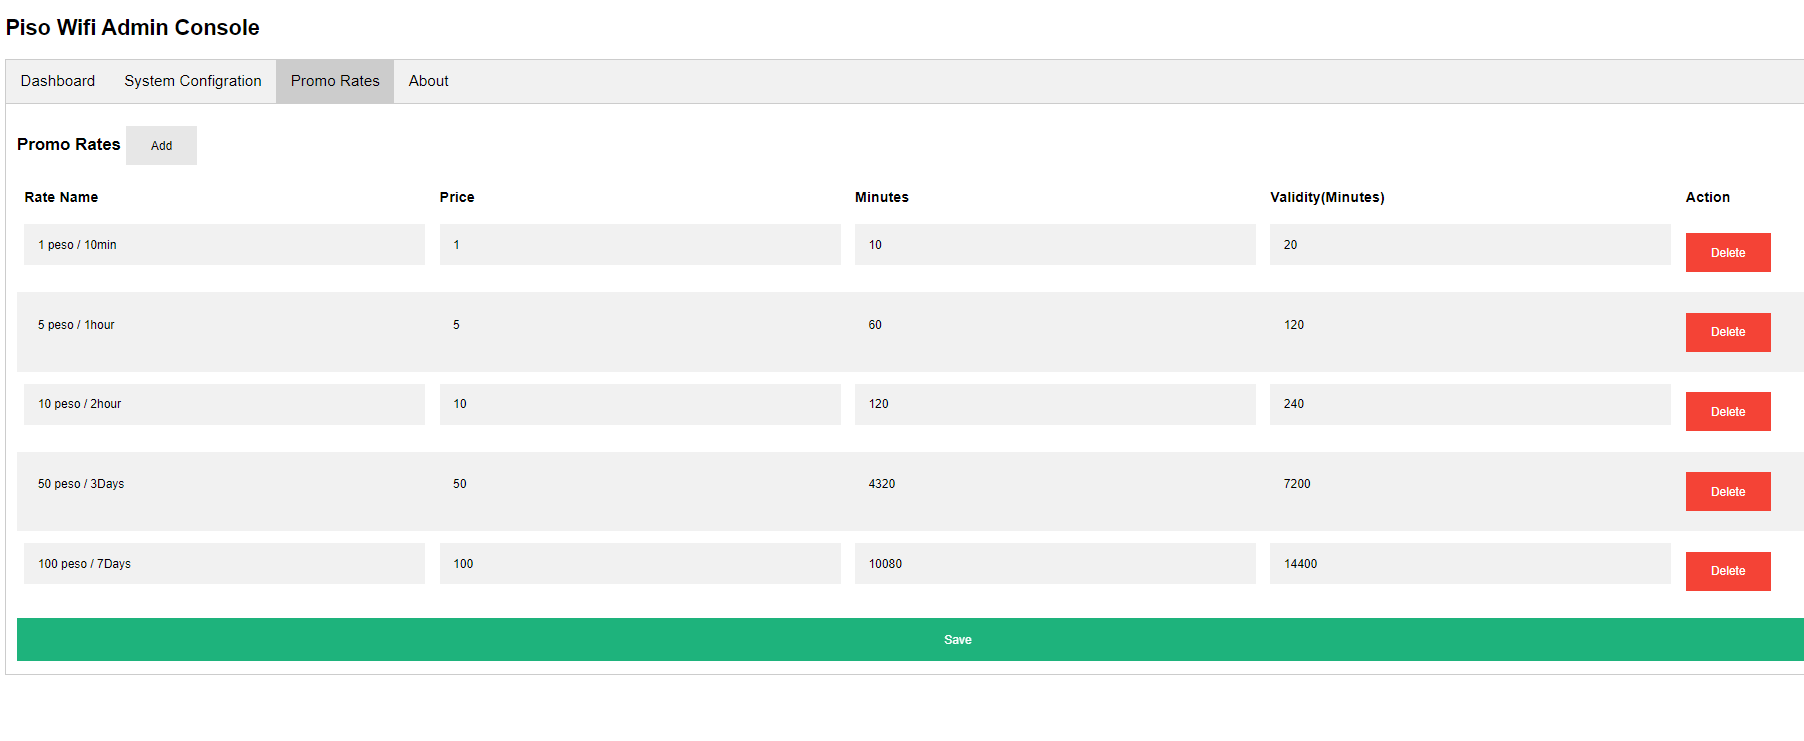 Piso Wifi Admin Console
Dashboard System Configration Promo Rates About
Promo Rates Add
Rate Name Price Minutes Validity(Minutes) Action
1 peso / 10min 1 10 20 Delete
5 peso / 1hour 5 60 120 Delete
10 peso / 2hour 10 120 240 Delete
50 peso / 3Days 50 4320 7200 Delete
100 peso / 7Days 100 10080 14400 Delete
Save